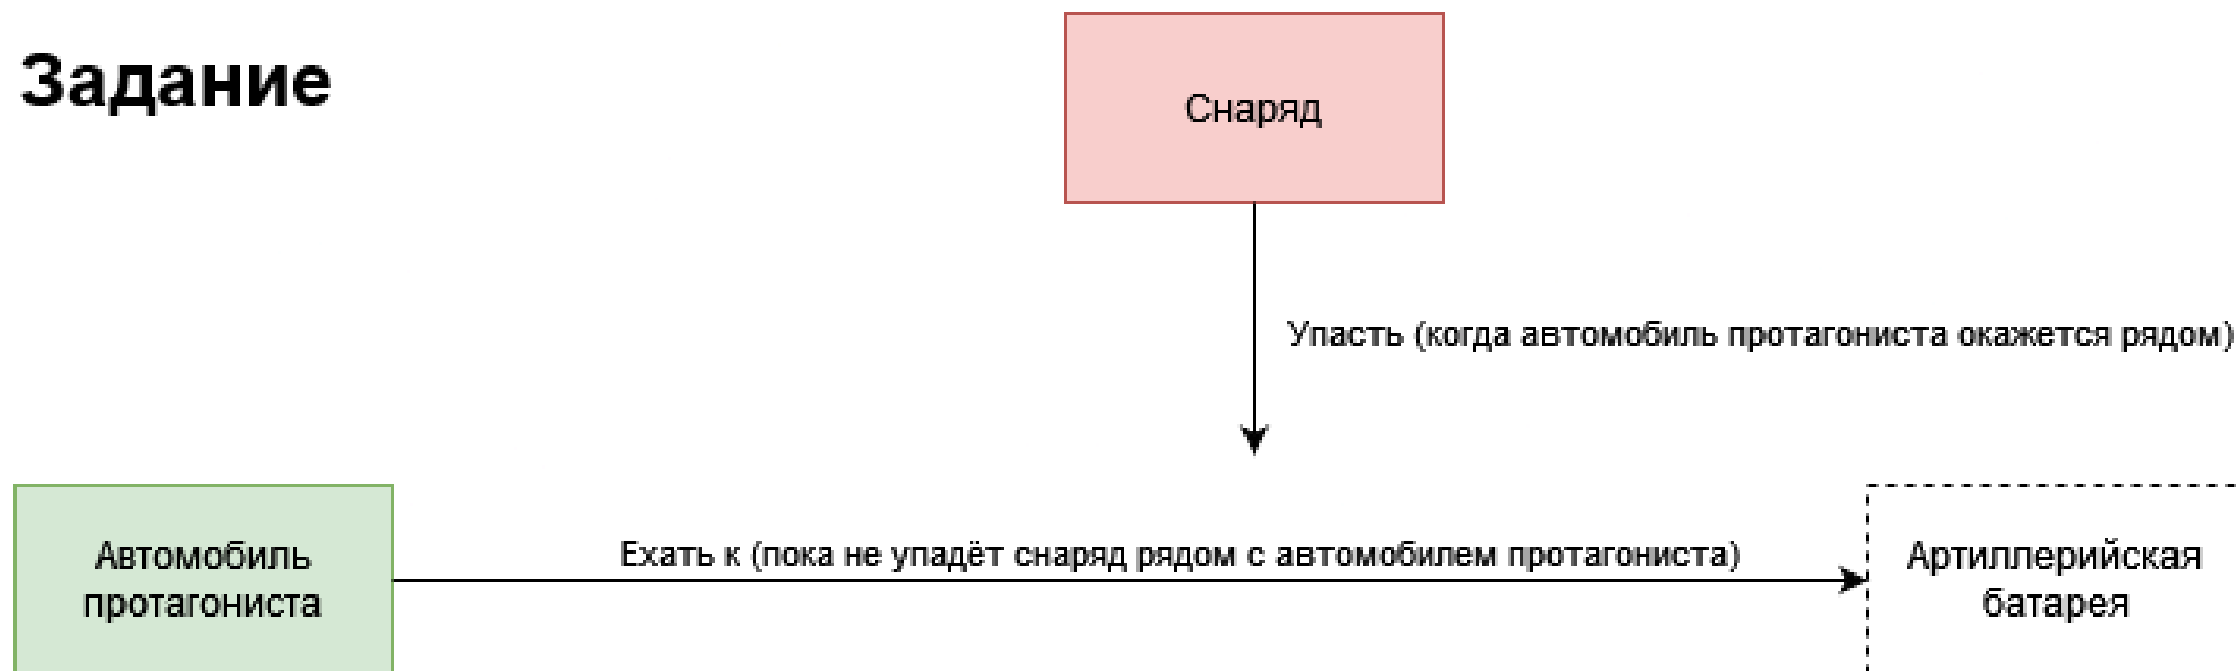 Задание
Снаряд
Упасть (когда автомобиль протагониста окажется рядом)
Автомобиль
протагониста
Ехать к (пока не упадёт снаряд рядом с автомобилем протагониста)
Артиллерийская
батарея